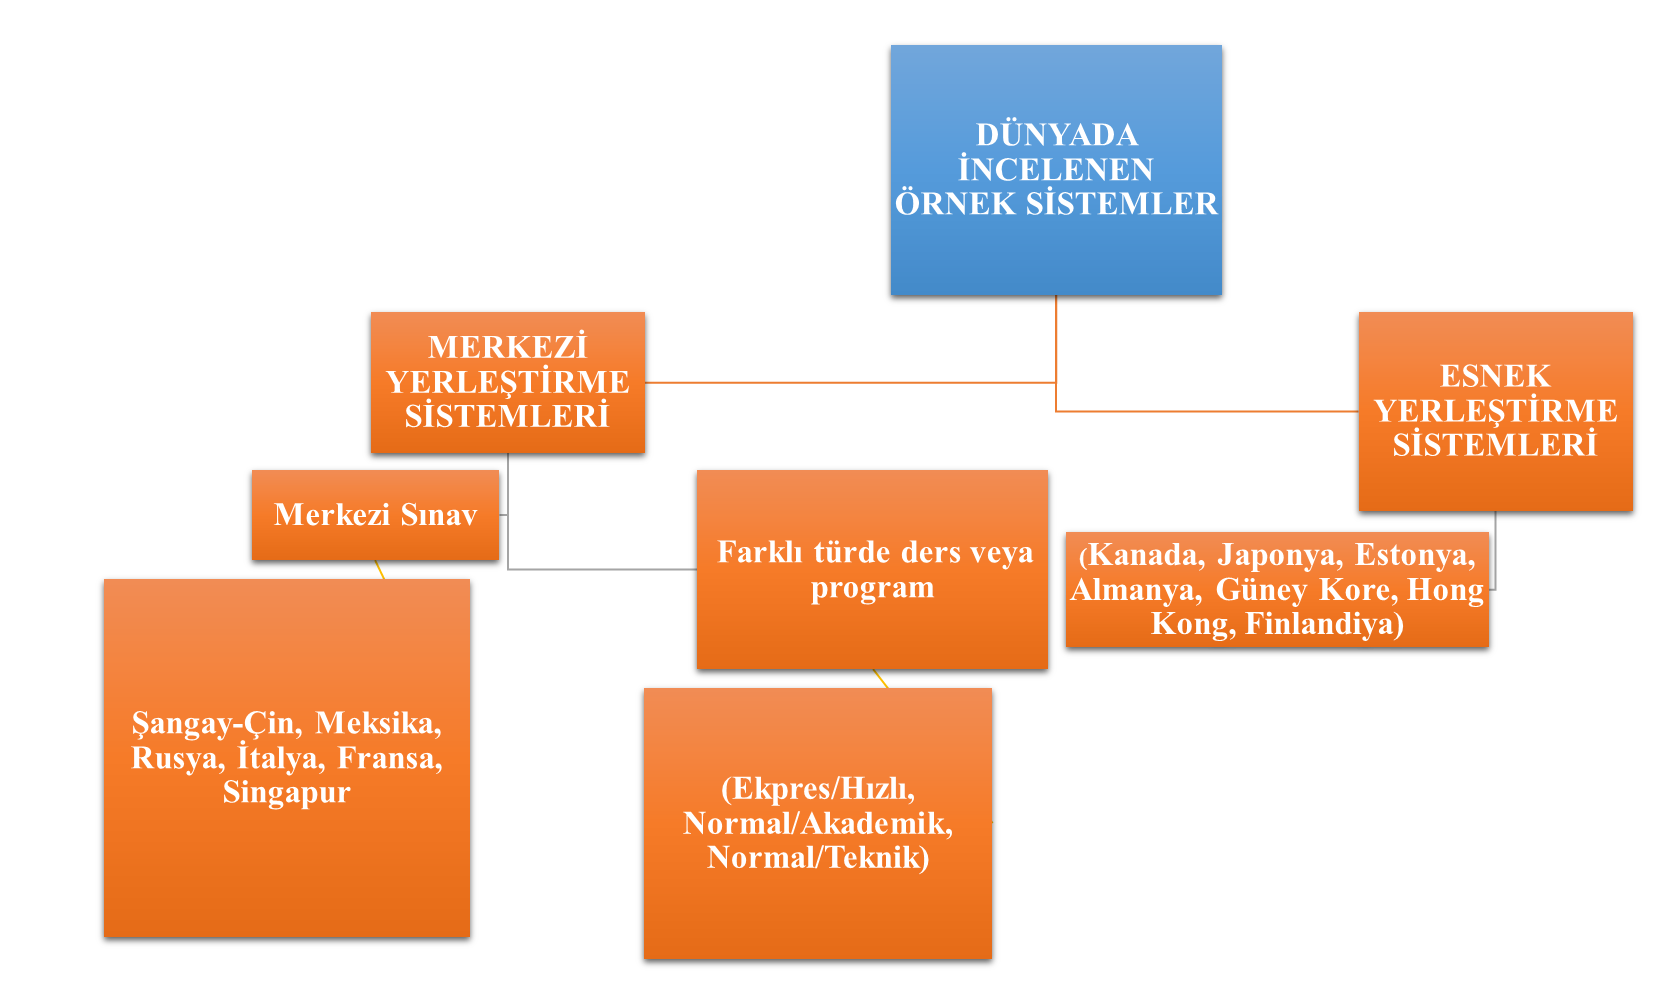 DÜNYADA
İNCELENEN
ÖRNEK SİSTEMLER
MERKEZİ
YERLEŞTİRME
SİSTEMLERİ
ESNEK
YERLEŞTİRME
SİSTEMLERİ
Merkezi Sınav
Farklı türde ders veya
program
(Kanada, Japonya, Estonya,
Almanya, Güney Kore, Hong
Kong, Finlandiya)
Şangay-Çin, Meksika,
Rusya, İtalya, Fransa,
Singapur
(Ekpres/Hızlı,
Normal/Akademik,
Normal/Teknik)